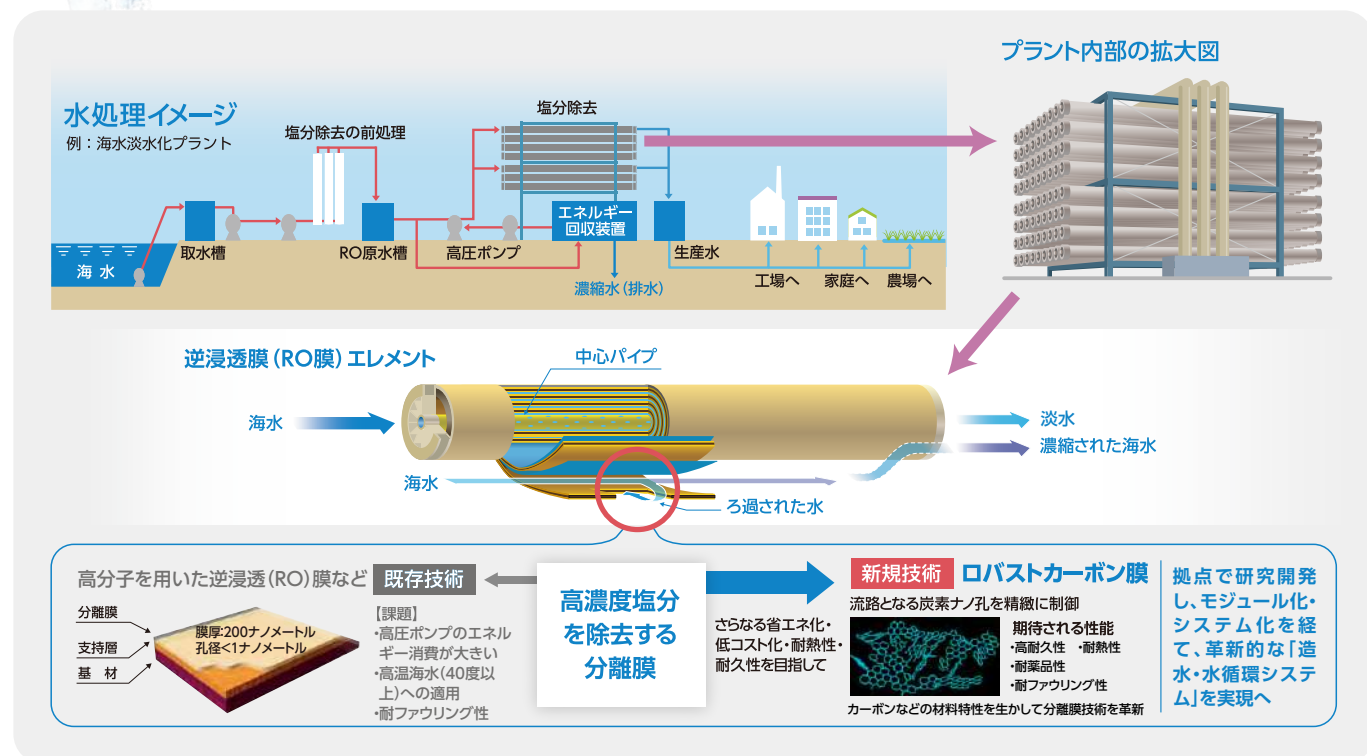 プラント内部の拡大図
水処理イメージ
例：海水淡水化プラント
塩分除去の前処理
塩分除去
エネルギー
回収装置
海 水
取水槽
RO原水槽
高圧ポンプ
生産水
濃縮水（排水）
工場へ
家庭へ
農場へ
逆浸透膜（RO膜）エレメント
中心パイプ
海水
淡水
濃縮された海水
海水
ろ過された水
高分子を用いた逆浸透（RO）膜など
既存技術
分離膜
支持層
基 材
膜厚：200ナノメートル
孔径<1ナノメートル
【課題】
・高圧ポンプのエネル
ギー消費が大きい
・高温海水（40度以
上）への適用
・耐ファウリング性
高濃度塩分
を除去する
分離膜
さらなる省エネ化・
低コスト化・耐熱性・
耐久性を目指して
新規技術
ロバストカーボン膜
流路となる炭素ナノ孔を精緻に制御
期待される性能
・高耐久性 ・耐熱性
・耐薬品性
・耐ファウリング性
カーボンなどの材料特性を生かして分離膜技術を革新
拠点で研究開発
し、モジュール化・
システム化を経
て、革新的な「造
水・水循環システ
ム」を実現へ